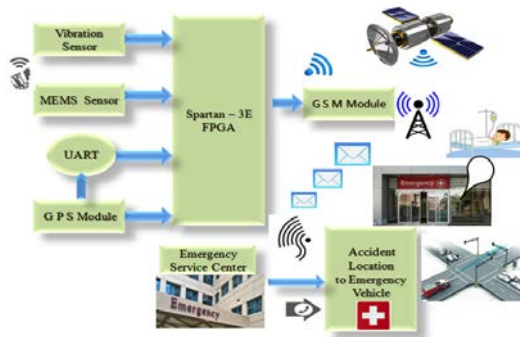 Vibration
Sensor
MEMS Sensor
UART
G P S Module
Spartan – 3E
FPGA
G S M Module
Emergency
Emergency
Service Center
Emergency
Accident
Location
to Emergency
Vehicle